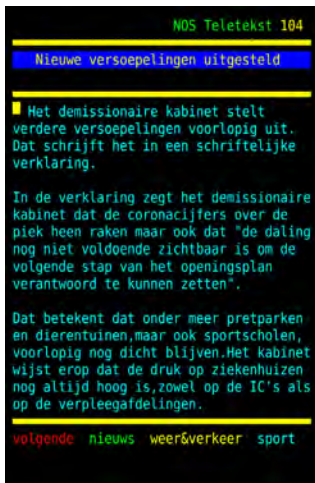 NOS Teletekst 104
Nieuwe versoepelingen uitgesteld
Het demissionaire kabinet stelt
verdere versoepelingen voorlopig uit.
Dat schrijft het in een schriftelijke
verklaring.
In de verklaring zegt het demissionaire
kabinet dat de coronacijfers over de
piek heen raken maar ook dat "de daling
nog niet voldoende zichtbaar is om de
volgende stap van het openingsplan
verantwoord te kunnen zetten".
Dat betekent dat onder meer pretparken
en dierentuinen,maar ook sportscholen,
voorlopig nog dicht blijven.Het kabinet
wijst erop dat de druk op ziekenhuizen
nog altijd hoog is,zowel op de IC's als
op de verpleegafdelingen.
volgende nieuws weer&verkeer sport